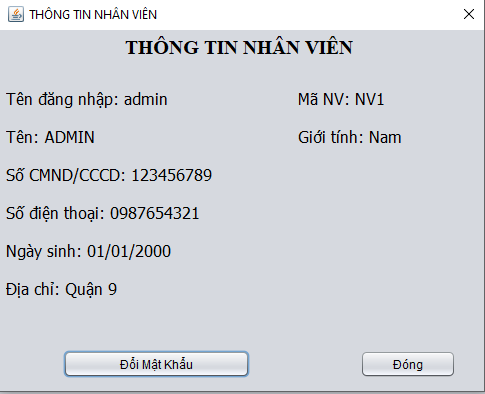 THÔNG TIN NHÂN VIÊN
THÔNG TIN NHÂN VIÊN
Tên đăng nhập: admin
Mã NV: NV1
Tên: ADMIN
Giới tính: Nam
Số CMND/CCCD: 123456789
Số điện thoại: 0987654321
Ngày sinh: 01/01/2000
Địa chỉ: Quận 9
Đổi Mật Khẩu
Đóng